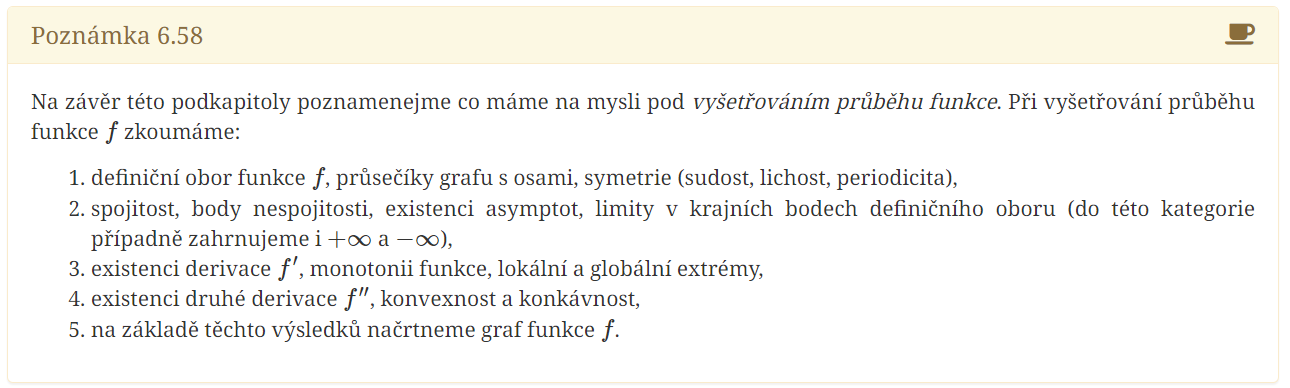 Poznámka 6.58
Na závěr této podkapitoly poznamenejme co máme na mysli pod vyšetřováním průběhu funkce. Při vyšetřování průběhu
funkce f zkoumáme:
1. definiční obor funkce f, průsečíky grafu s osami, symetrie (sudost, lichost, periodicita),
2. spojitost, body nespojitosti, existenci asymptot, limity v krajních bodech definičního oboru (do této kategorie
případně zahrnujeme i +∞ a −∞),
3. existenci derivace f′, monotonii funkce, lokální a globální extrémy,
4. existenci druhé derivace f′′, konvexnost a konkávnost,
5. na základě těchto výsledků načrtneme graf funkce f.